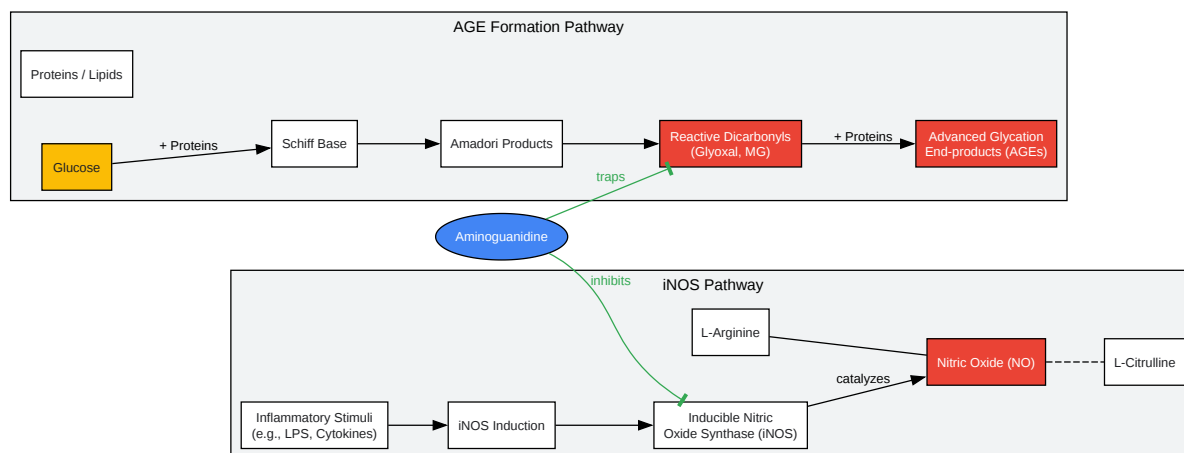 AGE Formation Pathway
Proteins / Lipids
Glucose
+ Proteins
Schiff Base
Amadori Products
Reactive Dicarbonyls
(Glyoxal, MG)
+ Proteins
Advanced Glycation
End-products (AGEs)
traps
Aminoguanidine
inhibits
iNOS Pathway
L-Arginine
Nitric Oxide (NO)
L-Citrulline
catalyzes
Inflammatory Stimuli
(e.g., LPS, Cytokines)
iNOS Induction
Inducible Nitric
Oxide Synthase (iNOS)